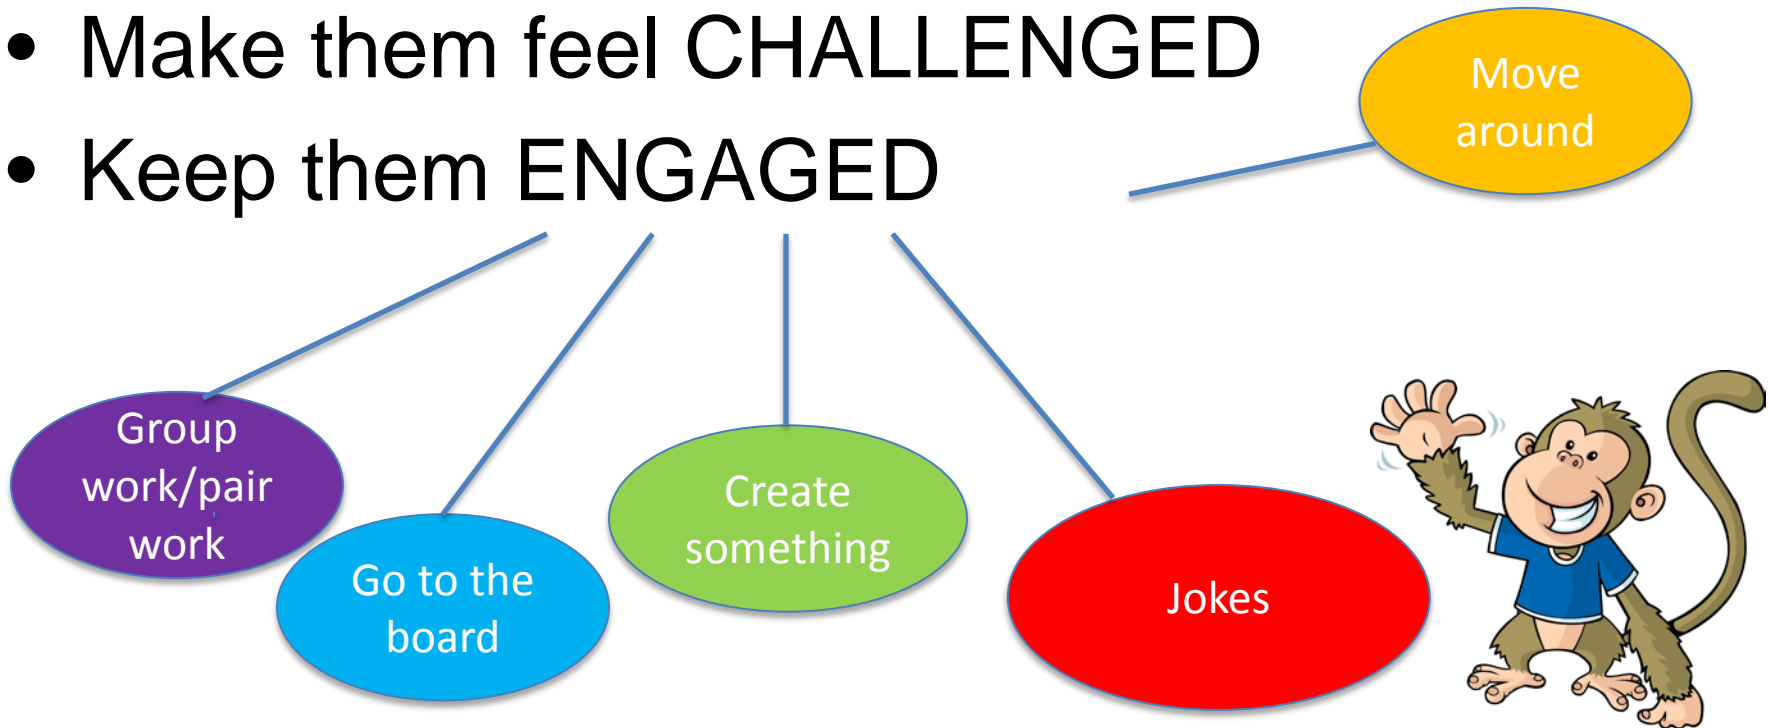 • Make them feel CHALLENGED
• Keep them ENGAGED
Move
around
Group
work/pair
work
Go to the
board
Create
something
Jokes